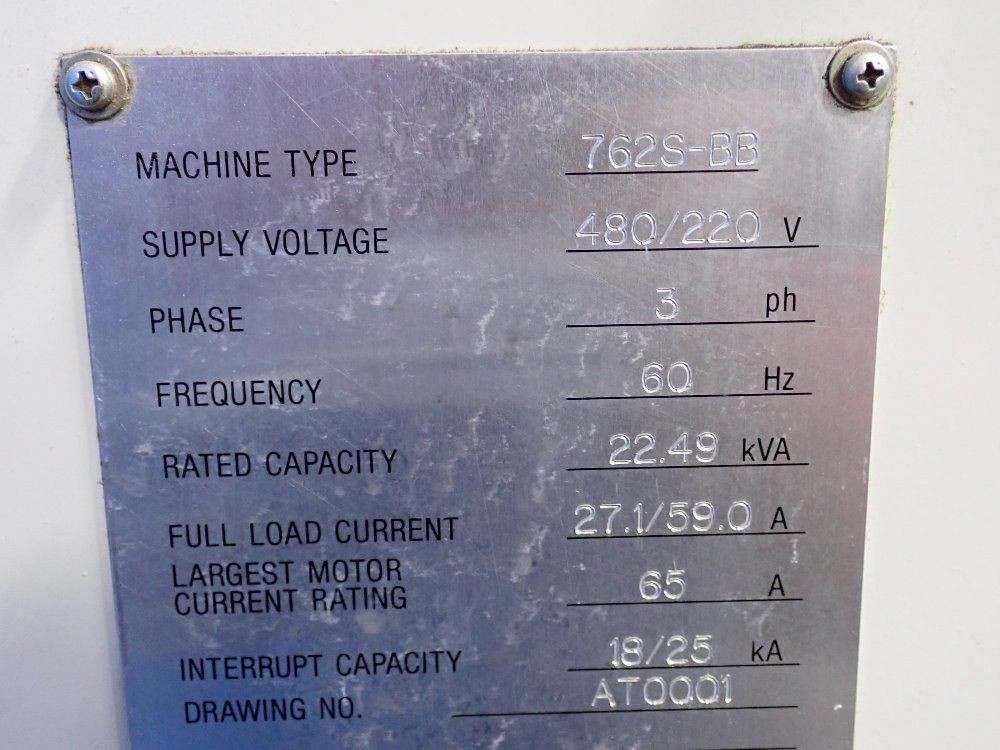 MACHINE TYPE 762S-BB
SUPPLY VOLTAGE 480/220 V
PHASE 3 ph
FREQUENCY 60 Hz
RATED CAPACITY 22.49 kVA
FULL LOAD CURRENT 27.1/59.0 A
LARGEST MOTOR
CURRENT RATING 65 A
INTERRUPT CAPACITY 18/25 kA
DRAWING NO. AT0001